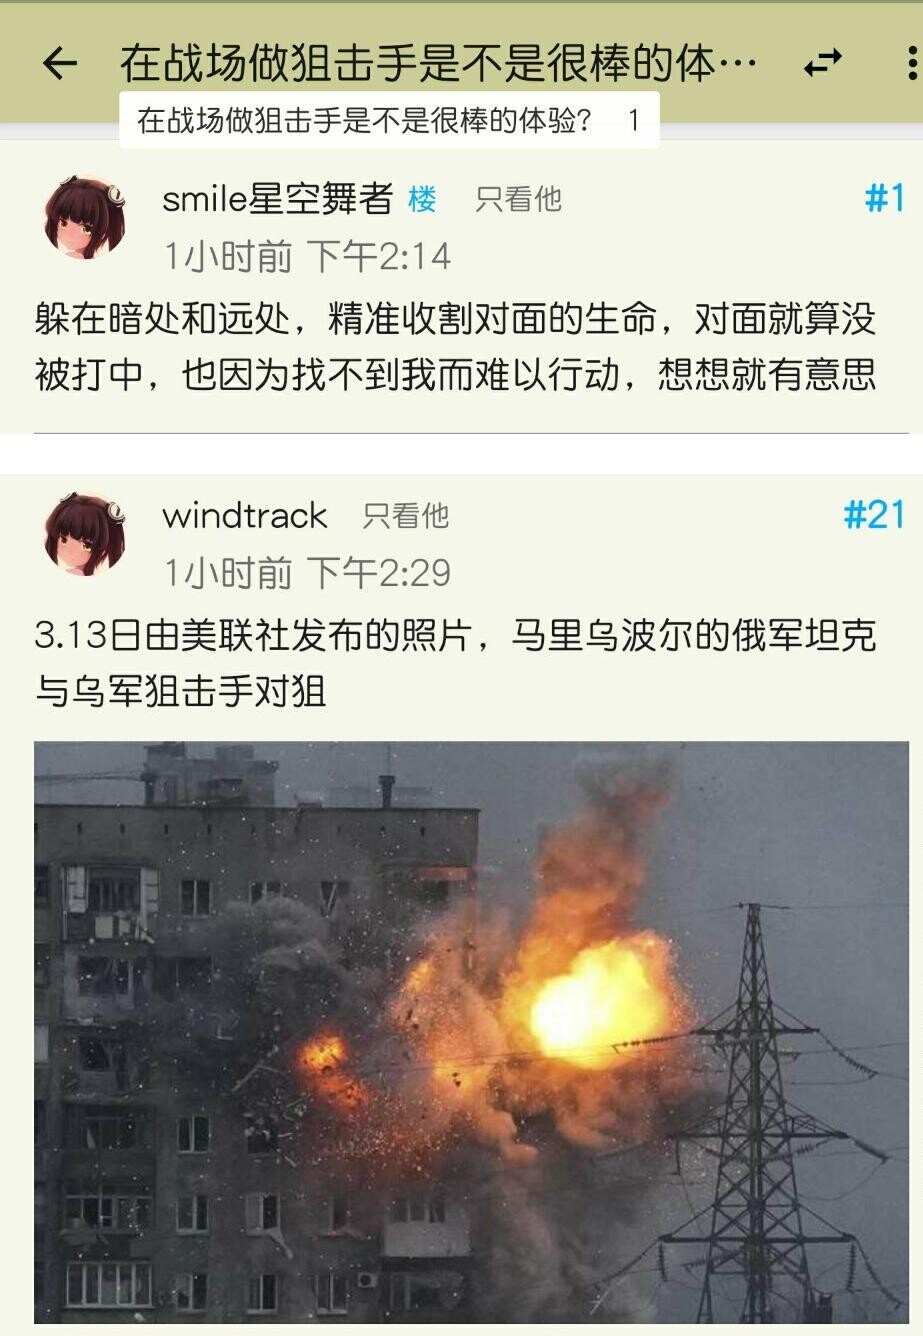 在战场做狙击手是不是很棒的体…
在战场做狙击手是不是很棒的体验? 1
smile星空舞者 楼 只看他 #1
1小时前 下午2:14
躲在暗处和远处，精准收割对面的生命，对面就算没
被打中，也因为找不到我而难以行动，想想就有意思
windtrack 只看他 #21
1小时前 下午2:29
3.13日由美联社发布的照片，马里乌波尔的俄军坦克
与乌军狙击手对狙